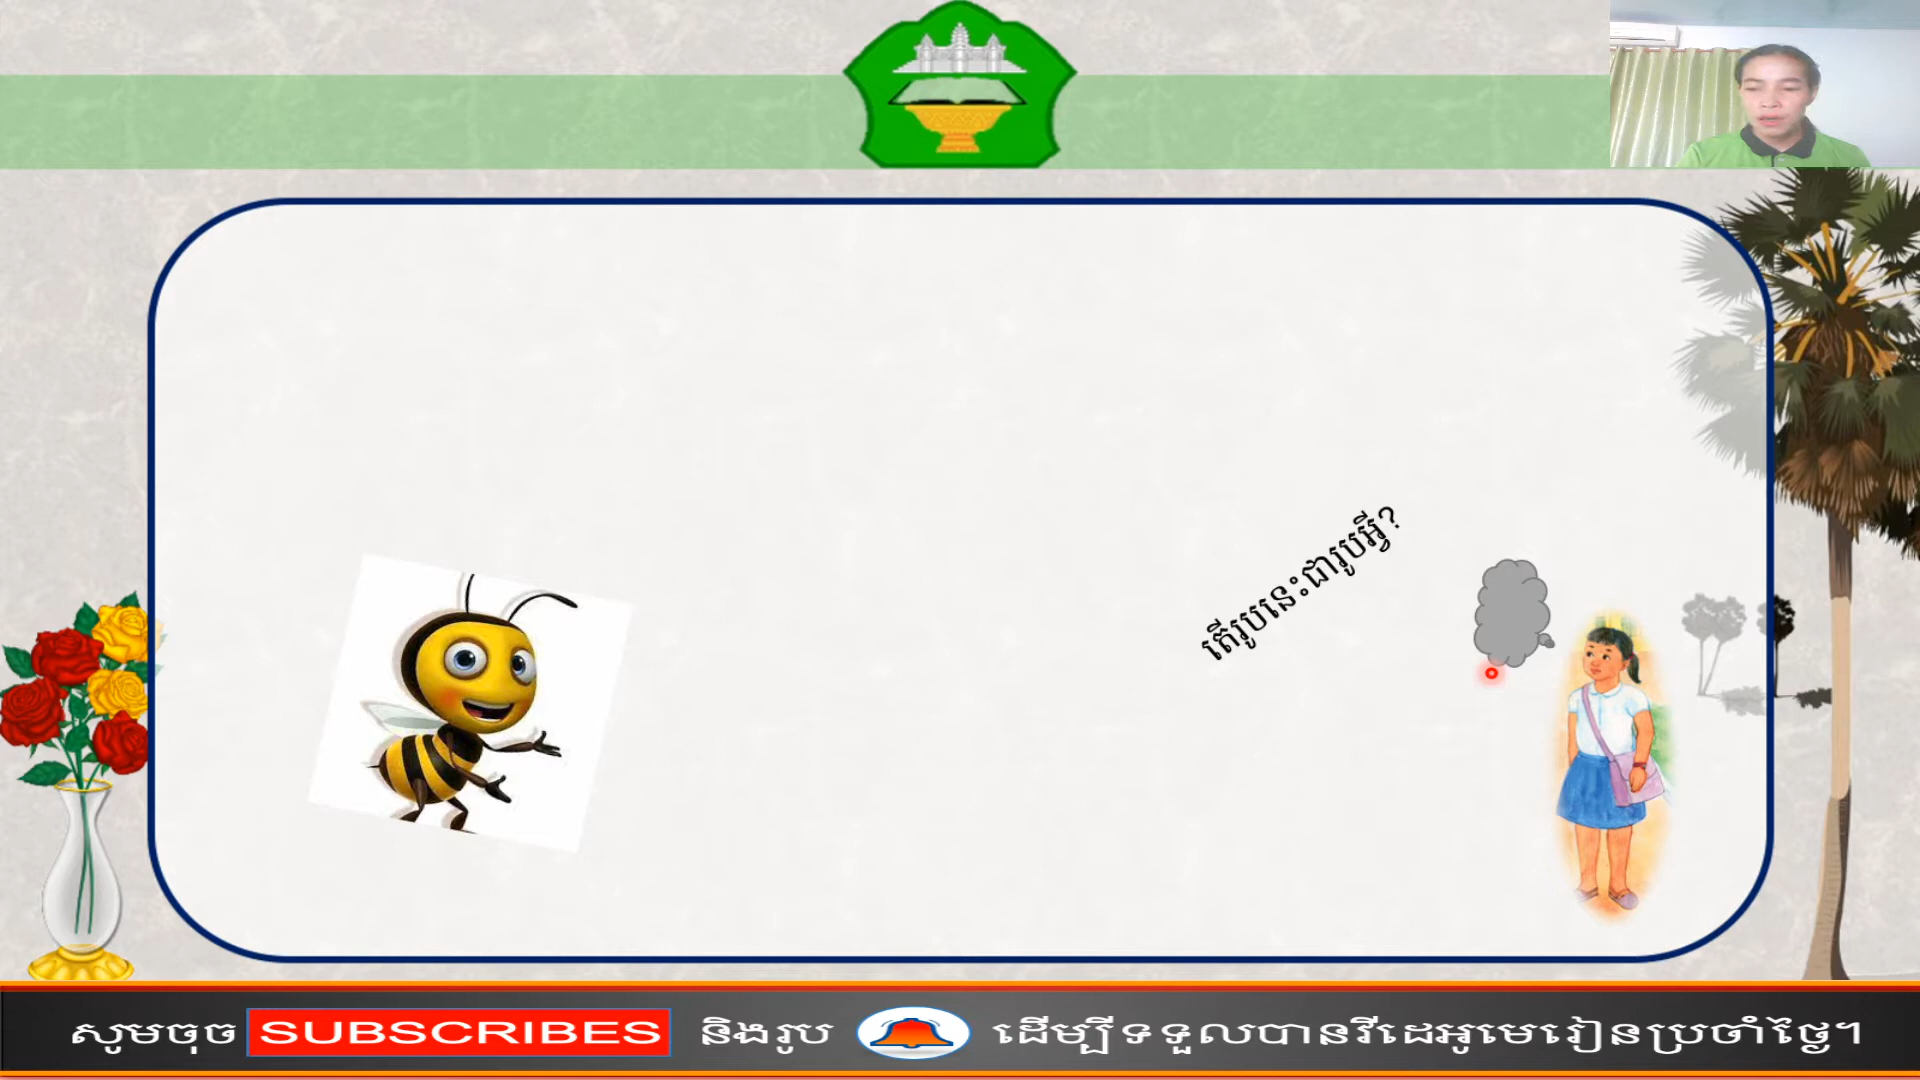 តើរូបនេះជារូបអ្វី?
សូមចុច SUBSCRIBES និងរូប ដើម្បីទទួលបានវីដេអូមេរៀនប្រចាំថ្ងៃ។